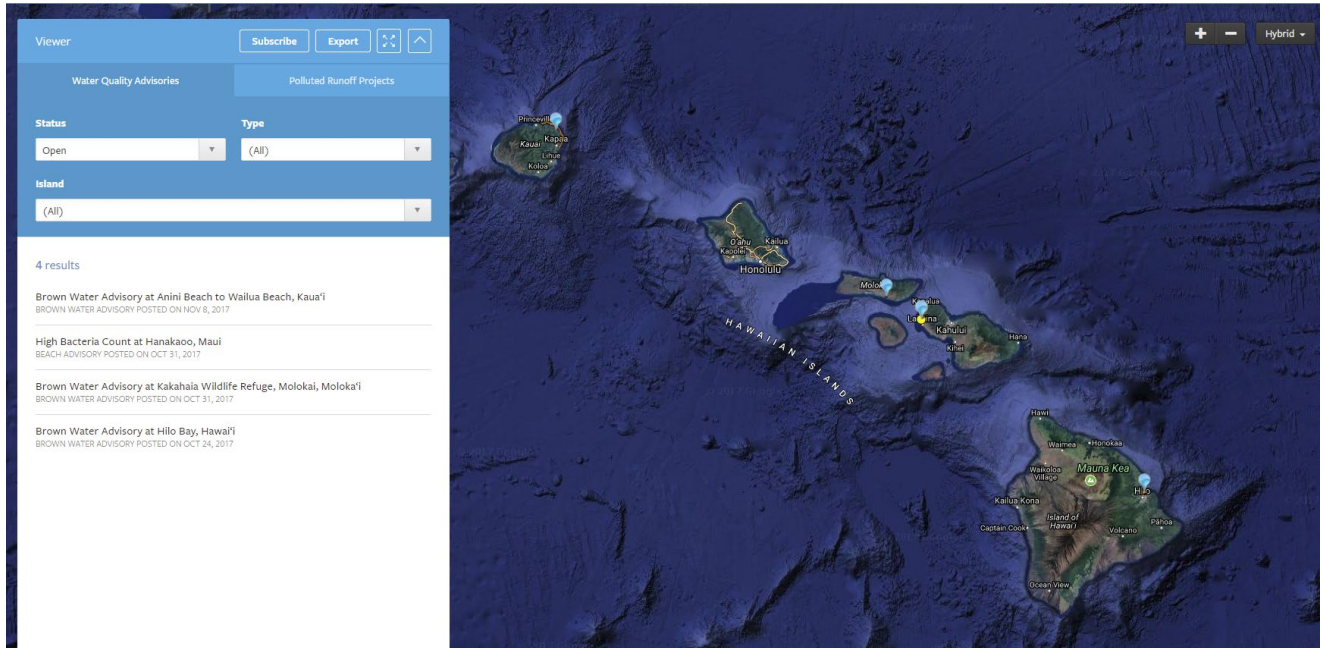 Viewer
Subscribe
Export
Water Quality Advisories
Polluted Runoff Projects
Status
Type
Open
(All)
Island
(All)
4 results
Brown Water Advisory at Anini Beach to Wailua Beach, Kauaʻi
BROWN WATER ADVISORY POSTED ON NOV 8, 2017
High Bacteria Count at Hanakaoo, Maui
BEACH ADVISORY POSTED ON OCT 31, 2017
Brown Water Advisory at Kakahaia Wildlife Refuge, Molokai, Molokaʻi
BROWN WATER ADVISORY POSTED ON OCT 31, 2017
Brown Water Advisory at Hilo Bay, Hawaiʻi
BROWN WATER ADVISORY POSTED ON OCT 24, 2017
Hybrid
Kapaa
Kauai
Lihue
Koloa
O'ahu
Kailua
Kapolei
Honolulu
Kahului
Kihei
Hana
HAWAIIAN ISLANDS
Hawi
Waimea
Honokaa
Waikoloa
Village
Mauna Kea
Hilo
Kailua Kona
Island of
Hawai'i
Captain Cook
Volcano
Pāhoa
Ocean View